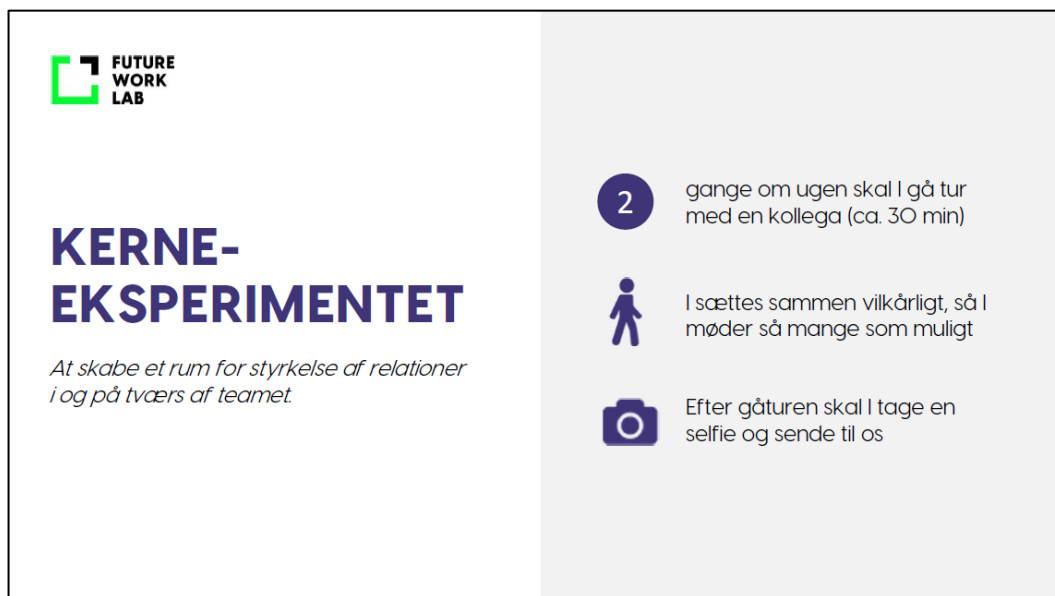 FUTURE
WORK
LAB
KERNE-
EKSPERIMENTET
At skabe et rum for styrkelse af relationer
i og på tværs af teamet.
2
gange om ugen skal I gå tur
med en kollega (ca. 30 min)
I sættes sammen vilkårligt, så I
møder så mange som muligt
Efter gåturen skal I tage en
selfie og sende til os